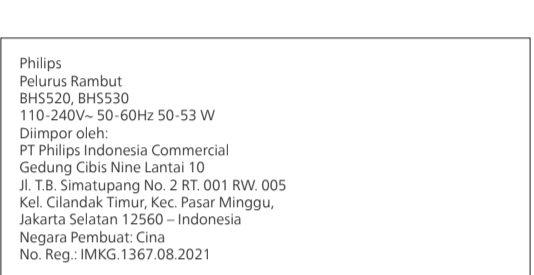 Philips
Pelurus Rambut
BHS520, BHS530
110-240V~ 50-60Hz 50-53 W
Diimpor oleh:
PT Philips Indonesia Commercial
Gedung Cibis Nine Lantai 10
Jl. T.B. Simatupang No. 2 RT. 001 RW. 005
Kel. Cilandak Timur, Kec. Pasar Minggu,
Jakarta Selatan 12560 – Indonesia
Negara Pembuat: Cina
No. Reg.: IMKG.1367.08.2021